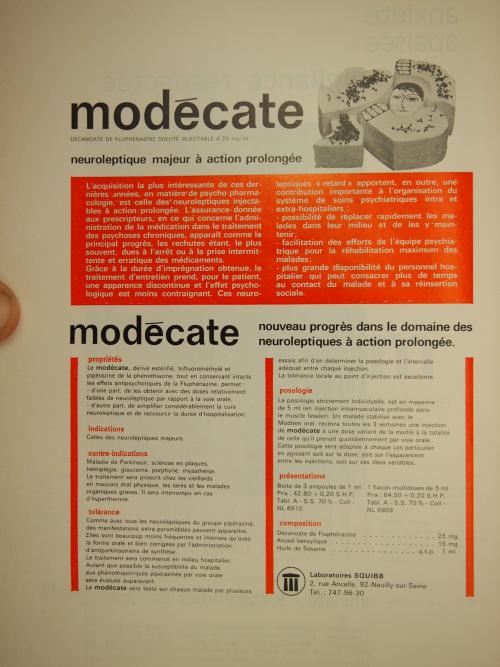 modécate
DÉCANOATE DE FLUPHENAZINE SOLUTÉ INJECTABLE A 25 mg/ml
neuroleptique majeur à action prolongée
L'acquisition la plus intéressante de ces der-
nières années, en matière de psycho-pharma-
cologie, est celle des neuroleptiques injecta-
bles à action prolongée. L'assurance donnée
aux prescripteurs, en ce qui concerne l'admi-
nistration de la médication dans le traitement
des psychoses chroniques, apparaît comme le
principal progrès, les rechutes étant, le plus
souvent, dues à l'arrêt ou à la prise intermit-
tente et erratique des médicaments.
Grâce à la durée d'imprégnation obtenue, le
traitement d'entretien prend, pour le patient,
une apparence discontinue et l'effet psycho-
logique est moins contraignant. Ces neuro-
leptiques « retard » apportent, en outre, une
contribution importante à l'organisation du
système de soins psychiatriques intra et
extra-hospitaliers :
- possibilité de replacer rapidement les ma-
lades dans leur milieu et de les y main-
tenir;
- facilitation des efforts de l'équipe psychia-
trique pour la réhabilitation maximum des
malades;
- plus grande disponibilité du personnel hos-
pitalier qui peut consacrer plus de temps
au contact du malade et à sa réinsertion
sociale.
modécate
nouveau progrès dans le domaine des
neuroleptiques à action prolongée.
propriétés
Le modécate, dérivé estérifié, trifluorométhylé et
pipérazine de la phénothiazine, tout en conservant intacts
les effets antipsychotiques de la Fluphénazine, permet :
- d'une part, de les obtenir avec des doses relativement
faibles de neuroleptique par rapport à la voie orale,
- d'autre part, de simplifier considérablement la cure
neuroleptique et de raccourcir la durée d'hospitalisation.
indications
Celles des neuroleptiques majeurs.
contre-indications
Maladie de Parkinson, sclérose en plaques,
hémiplégie, glaucome, porphyrie, myasthénie.
Le traitement sera proscrit chez les vieillards
en mauvais état physique, les tarés et les malades
organiques graves. Il sera interrompu en cas
d'hyperthermie.
tolérance
Comme avec tous les neuroleptiques du groupe pipéraziné,
des manifestations extra-pyramidales peuvent apparaître.
Elles sont beaucoup moins fréquentes et intenses qu'avec
la forme orale et bien corrigées par l'administration
d'antiparkinsoniens de synthèse.
Le traitement sera commencé en milieu hospitalier.
Autant que possible la susceptibilité du malade
aux phénothiaziniques pipérazinés par voie orale
sera évaluée auparavant.
Le modécate sera testé sur chaque malade par plusieurs
essais afin d'en déterminer la posologie et l'intervalle
adéquat entre chaque injection.
La tolérance locale au point d'injection est excellente.
posologie
La posologie strictement individuelle, est en moyenne
de 5 ml (en injection intramusculaire profonde dans
le muscle fessier). Un malade stabilisé avec le
Moditen oral, recevra toutes les 3 semaines une injection
de modécate à une dose variant de la moitié à la totalité
de celle qu'il prenait quotidiennement par voie orale.
Cette posologie sera adaptée à chaque cas particulier
en agissant soit sur la dose, soit sur l'espacement
entre les injections, soit sur ces deux variables.
présentations
Boîte de 3 ampoules de 1 ml
Prix : 42,80 + 0,20 S.H.P.
Tabl. A - S.S. 70% - Coll -
NL 6910
1 flacon multidoses de 5 ml
Prix : 64,50 + 0,20 S.H.P.
Tabl. A - S.S. 70% - Coll -
NL 6909
composition
Décanoate de Fluphénazine . . . . 25 mg
Alcool benzylique . . . . 15 mg
Huile de Sésame . . . . q.s.p. 1 ml
Laboratoires SQUIBB
2, rue Ancelle, 92-Neuilly-sur-Seine
Tél. : 747-96-30
anxiété
apaisée